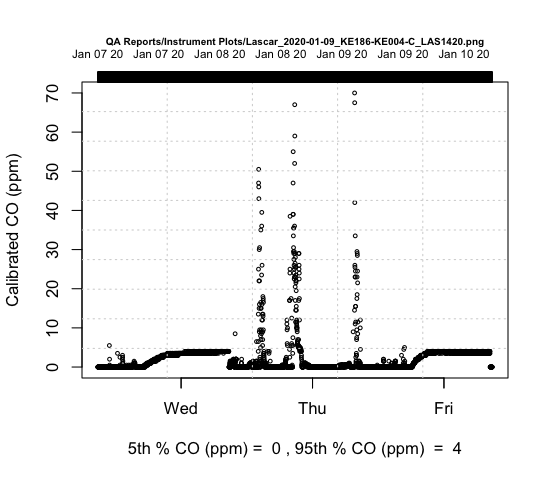 QA Reports/Instrument Plots/Lascar_2020-01-09_KE186-KE004-C_LAS1420.png
Jan 07 20 Jan 07 20 Jan 08 20 Jan 08 20 Jan 09 20 Jan 09 20 Jan 10 20
Calibrated CO (ppm)
70
60
50
40
30
20
10
0
Wed Thu Fri
5th % CO (ppm) = 0 , 95th % CO (ppm) = 4